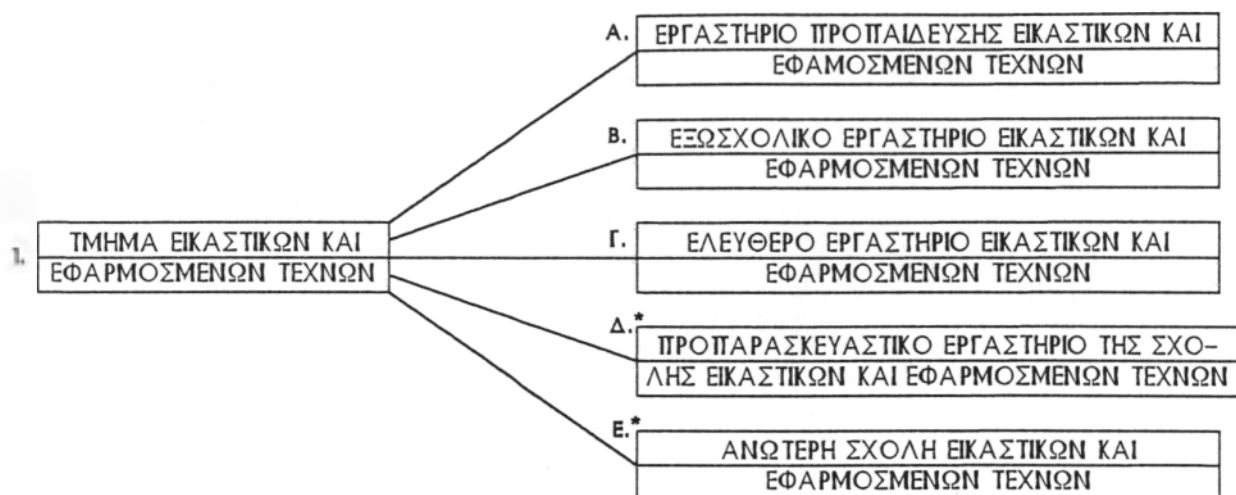 Α. ΕΡΓΑΣΤΗΡΙΟ ΠΡΟΠΑΙΔΕΥΣΗΣ ΕΙΚΑΣΤΙΚΩΝ ΚΑΙ
ΕΦΑΜΟΣΜΕΝΩΝ ΤΕΧΝΩΝ
Β. ΕΞΩΣΧΟΛΙΚΟ ΕΡΓΑΣΤΗΡΙΟ ΕΙΚΑΣΤΙΚΩΝ ΚΑΙ
ΕΦΑΡΜΟΣΜΕΝΩΝ ΤΕΧΝΩΝ
1. ΤΜΗΜΑ ΕΙΚΑΣΤΙΚΩΝ ΚΑΙ
ΕΦΑΡΜΟΣΜΕΝΩΝ ΤΕΧΝΩΝ
Γ. ΕΛΕΥΘΕΡΟ ΕΡΓΑΣΤΗΡΙΟ ΕΙΚΑΣΤΙΚΩΝ ΚΑΙ
ΕΦΑΡΜΟΣΜΕΝΩΝ ΤΕΧΝΩΝ
Δ.* ΠΡΟΠΑΡΑΣΚΕΥΑΣΤΙΚΟ ΕΡΓΑΣΤΗΡΙΟ ΤΗΣ ΣΧΟ-
ΛΗΣ ΕΙΚΑΣΤΙΚΩΝ ΚΑΙ ΕΦΑΡΜΟΣΜΕΝΩΝ ΤΕΧΝΩΝ
Ε.* ΑΝΩΤΕΡΗ ΣΧΟΛΗ ΕΙΚΑΣΤΙΚΩΝ ΚΑΙ
ΕΦΑΡΜΟΣΜΕΝΩΝ ΤΕΧΝΩΝ